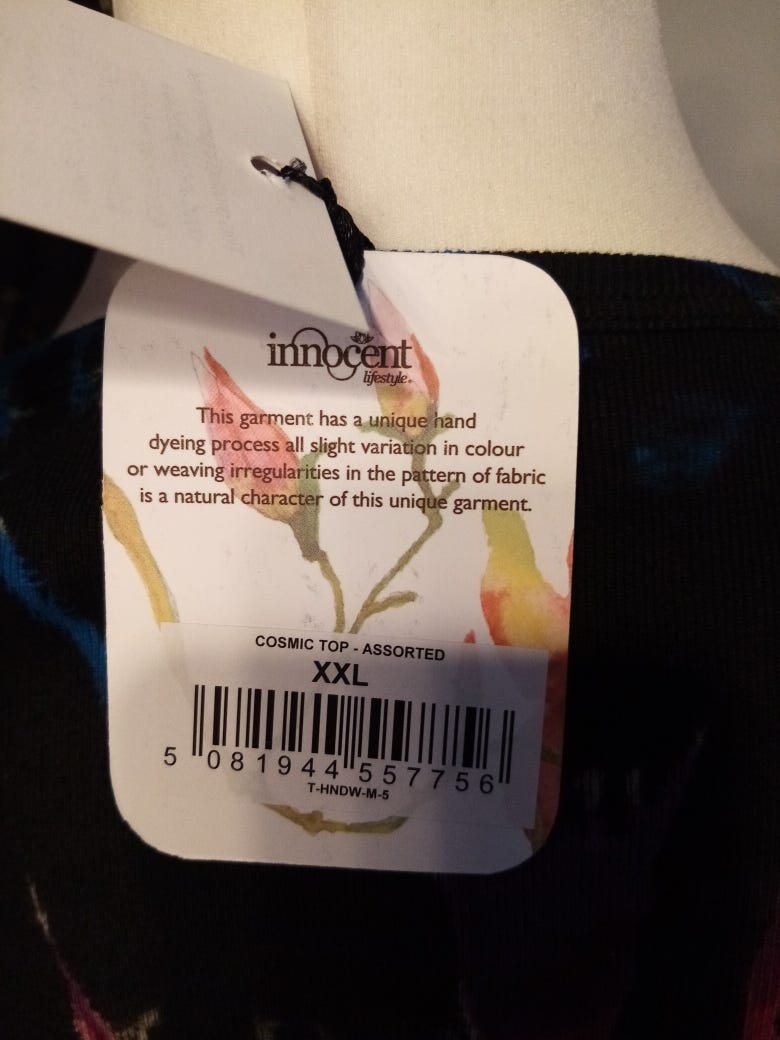 innocent
lifestyle
This garment has a unique hand
dyeing process all slight variation in colour
or weaving irregularities in the pattern of fabric
is a natural character of this unique garment.
COSMIC TOP - ASSORTED
XXL
5 081944 557756
T-HNDW-M-5